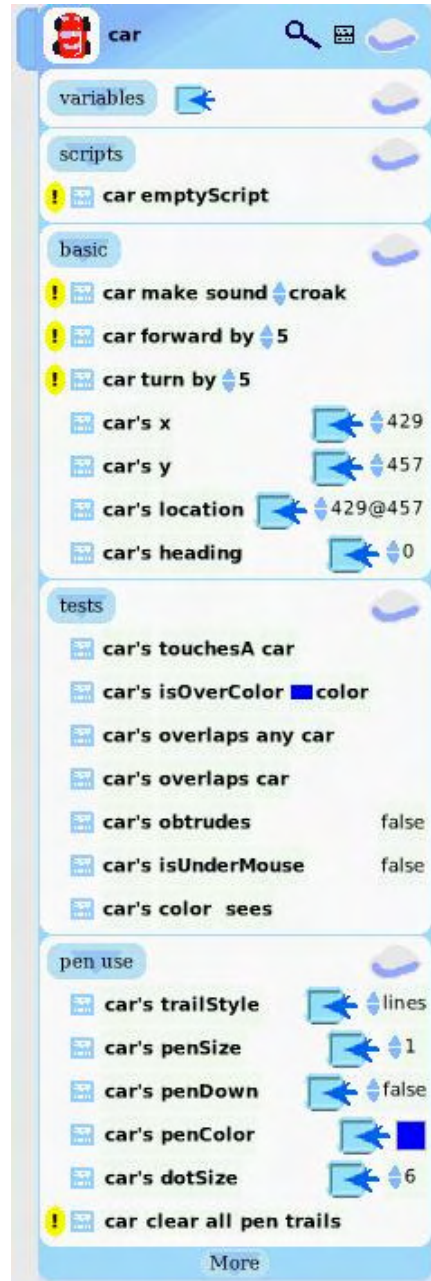 car
variables
scripts
! car emptyScript
basic
! car make sound croak
! car forward by 5
! car turn by 5
car's x 429
car's y 457
car's location 429@457
car's heading 0
tests
car's touchesA car
car's isOverColor color
car's overlaps any car
car's overlaps car
car's obtrudes false
car's isUnderMouse false
car's color sees
pen use
car's trailStyle lines
car's penSize 1
car's penDown false
car's penColor
car's dotSize 6
! car clear all pen trails
More